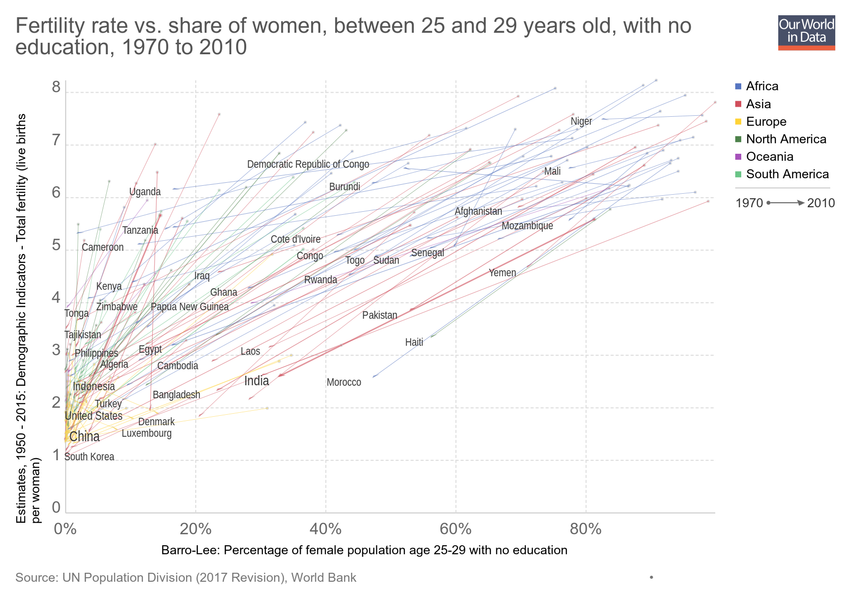 Fertility rate vs. share of women, between 25 and 29 years old, with no
education, 1970 to 2010
Our World
in Data
Estimates, 1950 - 2015: Demographic Indicators - Total fertility (live births
per woman)
8
7
6
5
4
3
2
1
0
0%
20%
40%
60%
80%
Niger
Democratic Republic of Congo
Mali
Burundi
Uganda
Afghanistan
Mozambique
Tanzania
Cote d'Ivoire
Cameroon
Congo
Togo
Sudan
Senegal
Yemen
Iraq
Rwanda
Kenya
Ghana
Zimbabwe
Papua New Guinea
Tonga
Pakistan
Tajikistan
Haiti
Philippines
Egypt
Laos
Algeria
Cambodia
India
Morocco
Indonesia
Bangladesh
Turkey
United States
Denmark
China
Luxembourg
South Korea
Africa
Asia
Europe
North America
Oceania
South America
1970
2010
Barro-Lee: Percentage of female population age 25-29 with no education
Source: UN Population Division (2017 Revision), World Bank